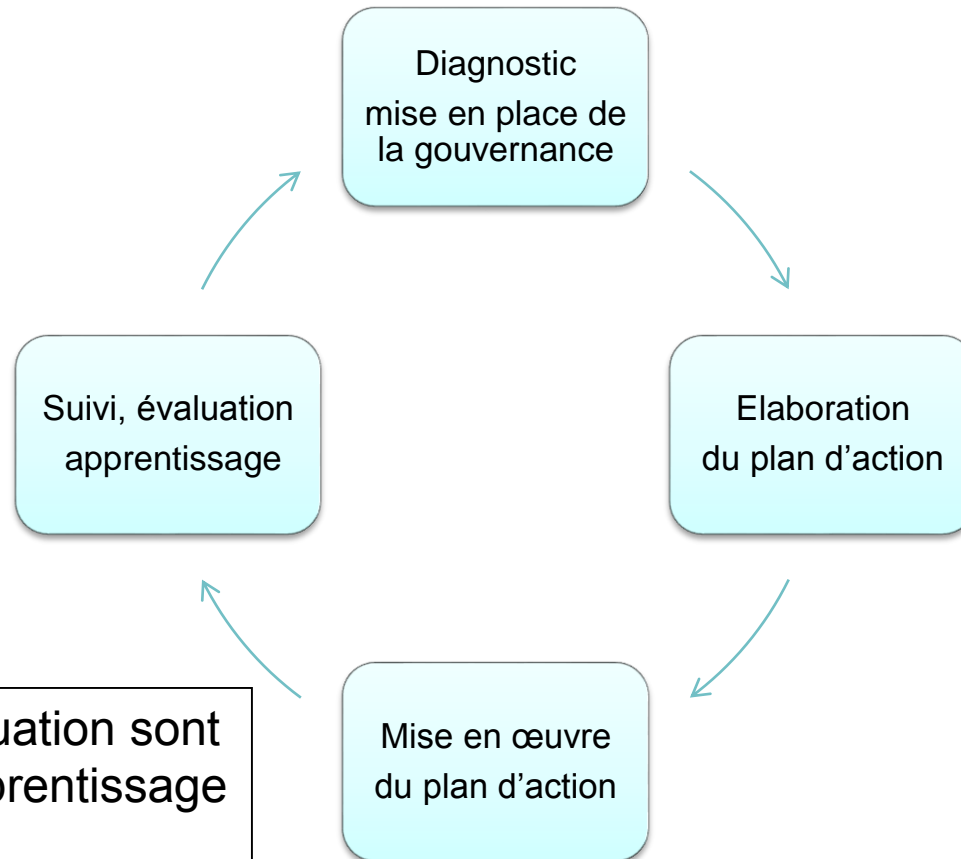 Diagnostic
mise en place de
la gouvernance
Suivi, évaluation
apprentissage
Elaboration
du plan d’action
Mise en œuvre
du plan d’action
uation sont
prentissage